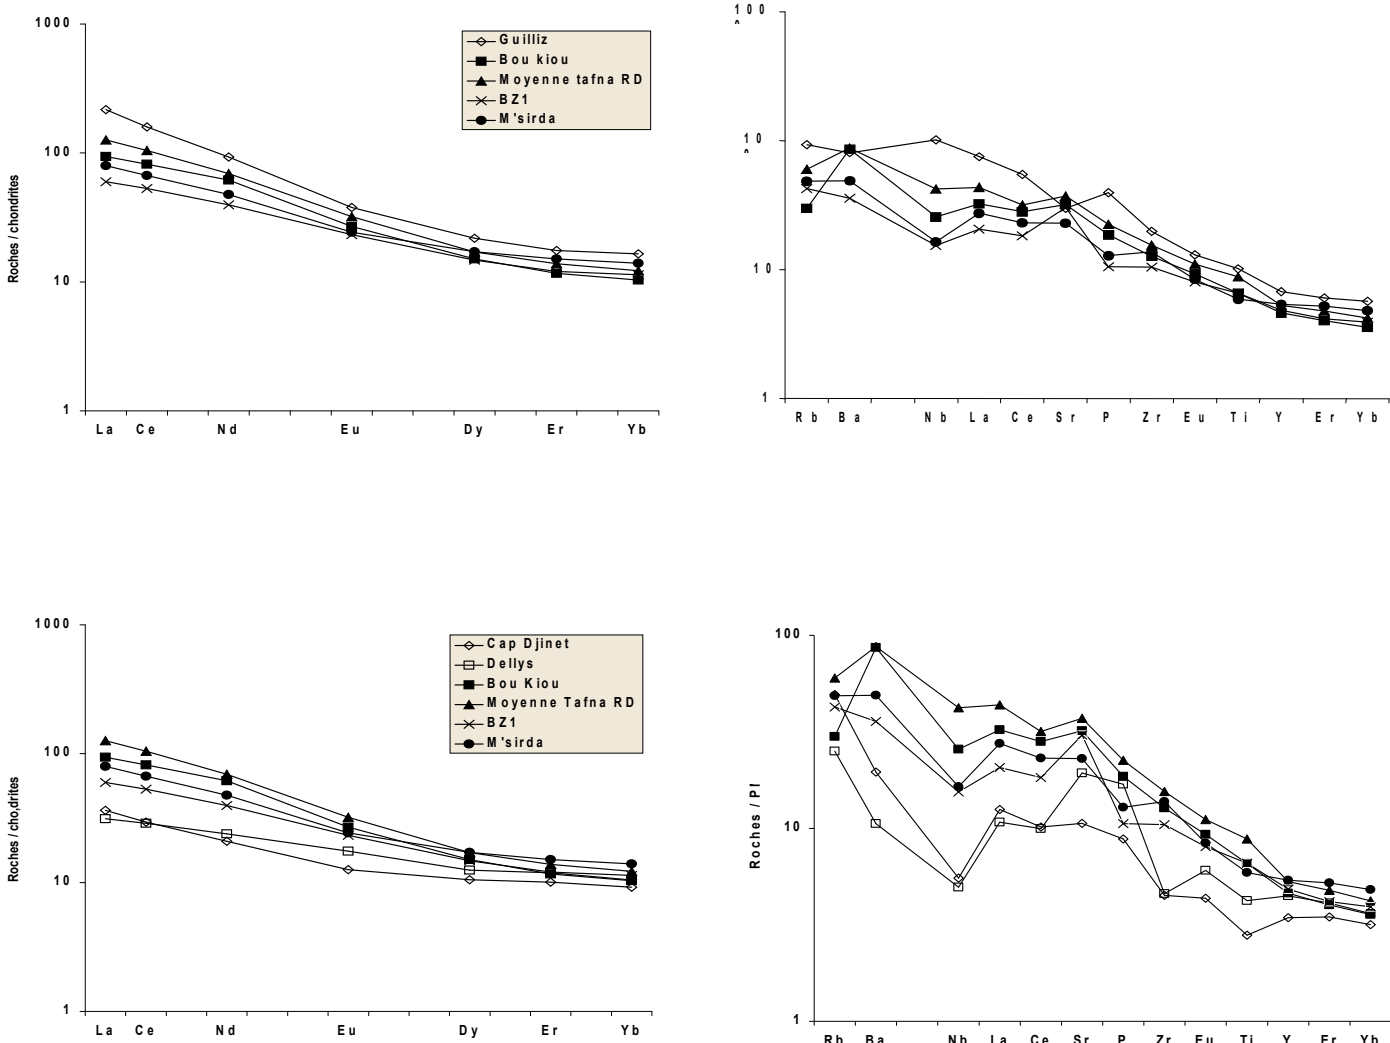 1000
100
10
1
Roches / chondrites
La Ce Nd Eu Dy Er Yb
Guilliz
Bou kiou
Moyenne tafna RD
BZ1
M'sirda
100
10
10
1
Rb Ba Nb La Ce Sr P Zr Eu Ti Y Er Yb
1000
100
10
1
Roches / cho,drites
La Ce Nd Eu Dy Er Yb
Cap Djinet
Dellys
Bou Kiou
Moyenne Tafna RD
BZ1
M'sirda
100
10
1
Roches / PI
Rb Ba Nb La Ce Sr P Zr Eu Ti Y Er Yb